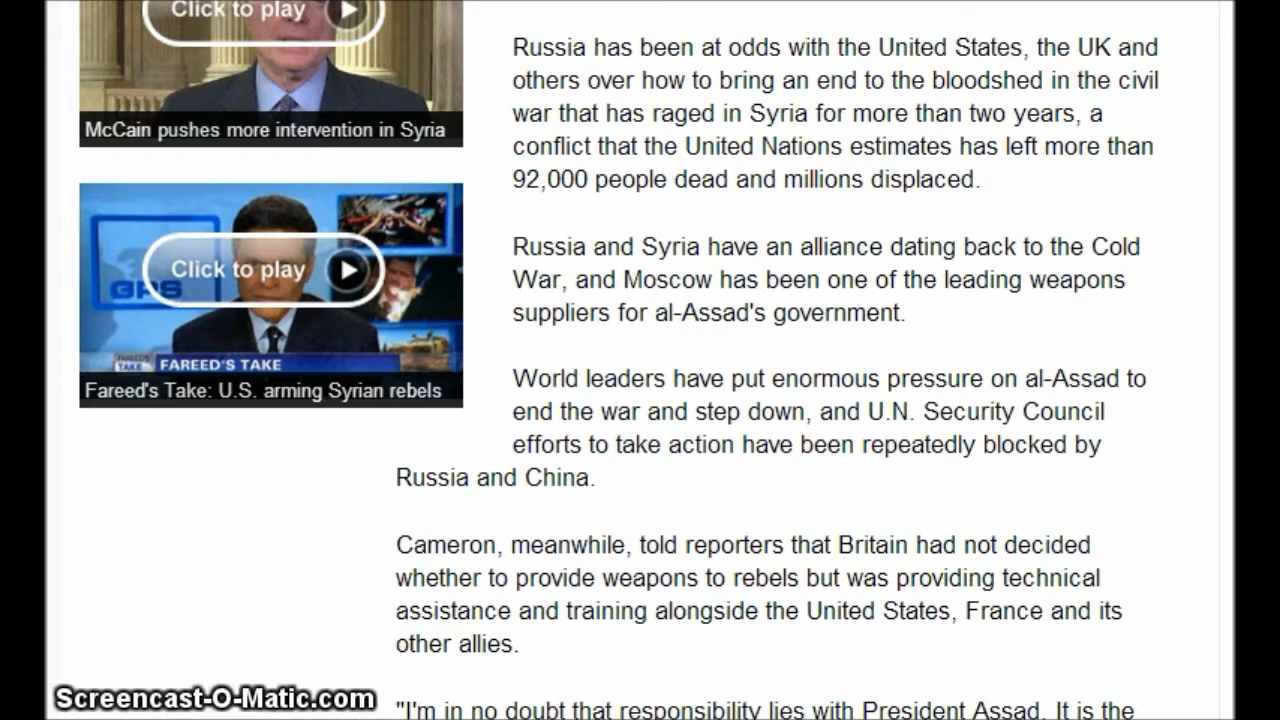 Click to play
McCain pushes more intervention in Syria
GPS
Click to play
FAREED'S TAKE
FAREED'S TAKE
Fareed's Take: U.S. arming Syrian rebels
Russia has been at odds with the United States, the UK and
others over how to bring an end to the bloodshed in the civil
war that has raged in Syria for more than two years, a
conflict that the United Nations estimates has left more than
92,000 people dead and millions displaced.
Russia and Syria have an alliance dating back to the Cold
War, and Moscow has been one of the leading weapons
suppliers for al-Assad's government.
World leaders have put enormous pressure on al-Assad to
end the war and step down, and U.N. Security Council
efforts to take action have been repeatedly blocked by
Russia and China.
Cameron, meanwhile, told reporters that Britain had not decided
whether to provide weapons to rebels but was providing technical
assistance and training alongside the United States, France and its
other allies.
"I'm in no doubt that responsibility lies with President Assad. It is the
Screencast-O-Matic.com